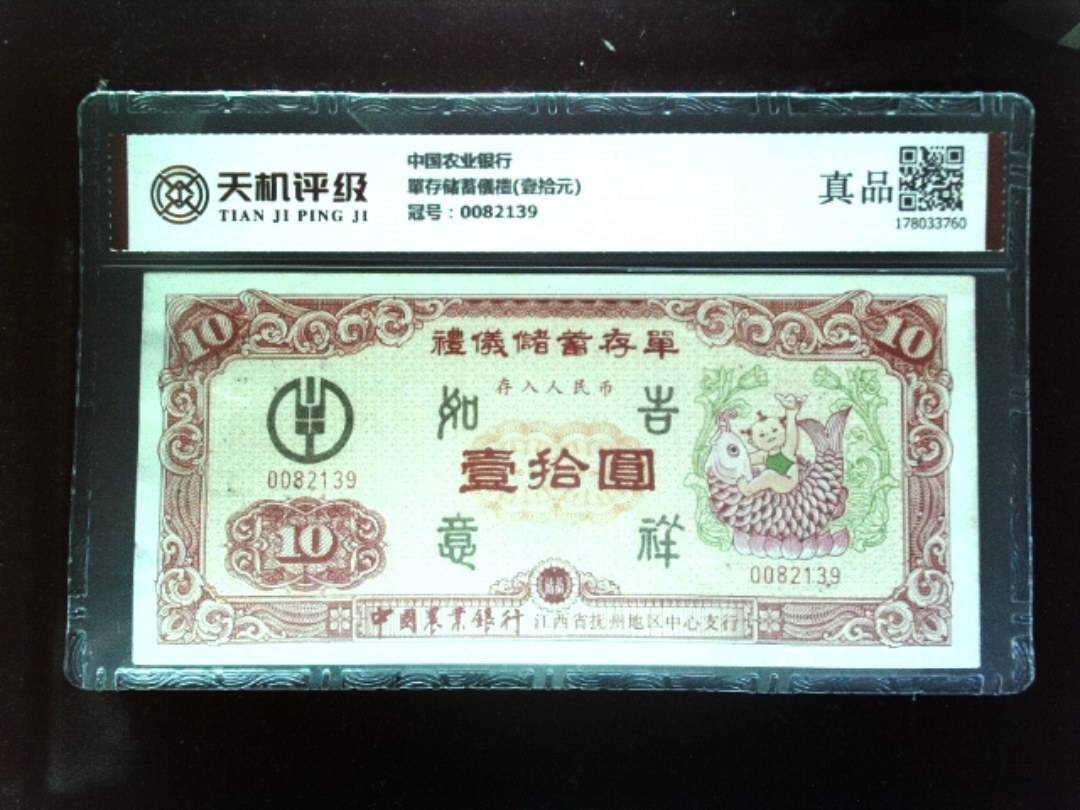 天机评级
TIAN JI PING JI
中国农业银行
單存储蓄儀禮(壹拾元)
冠号：0082139
真品
178033760
10
10
禮儀儲蓄存單
存入人民币
如
吉
0082139
壹拾圓
10
意
祥
0082139
中國農業銀行 江西省抚州地区中心支行